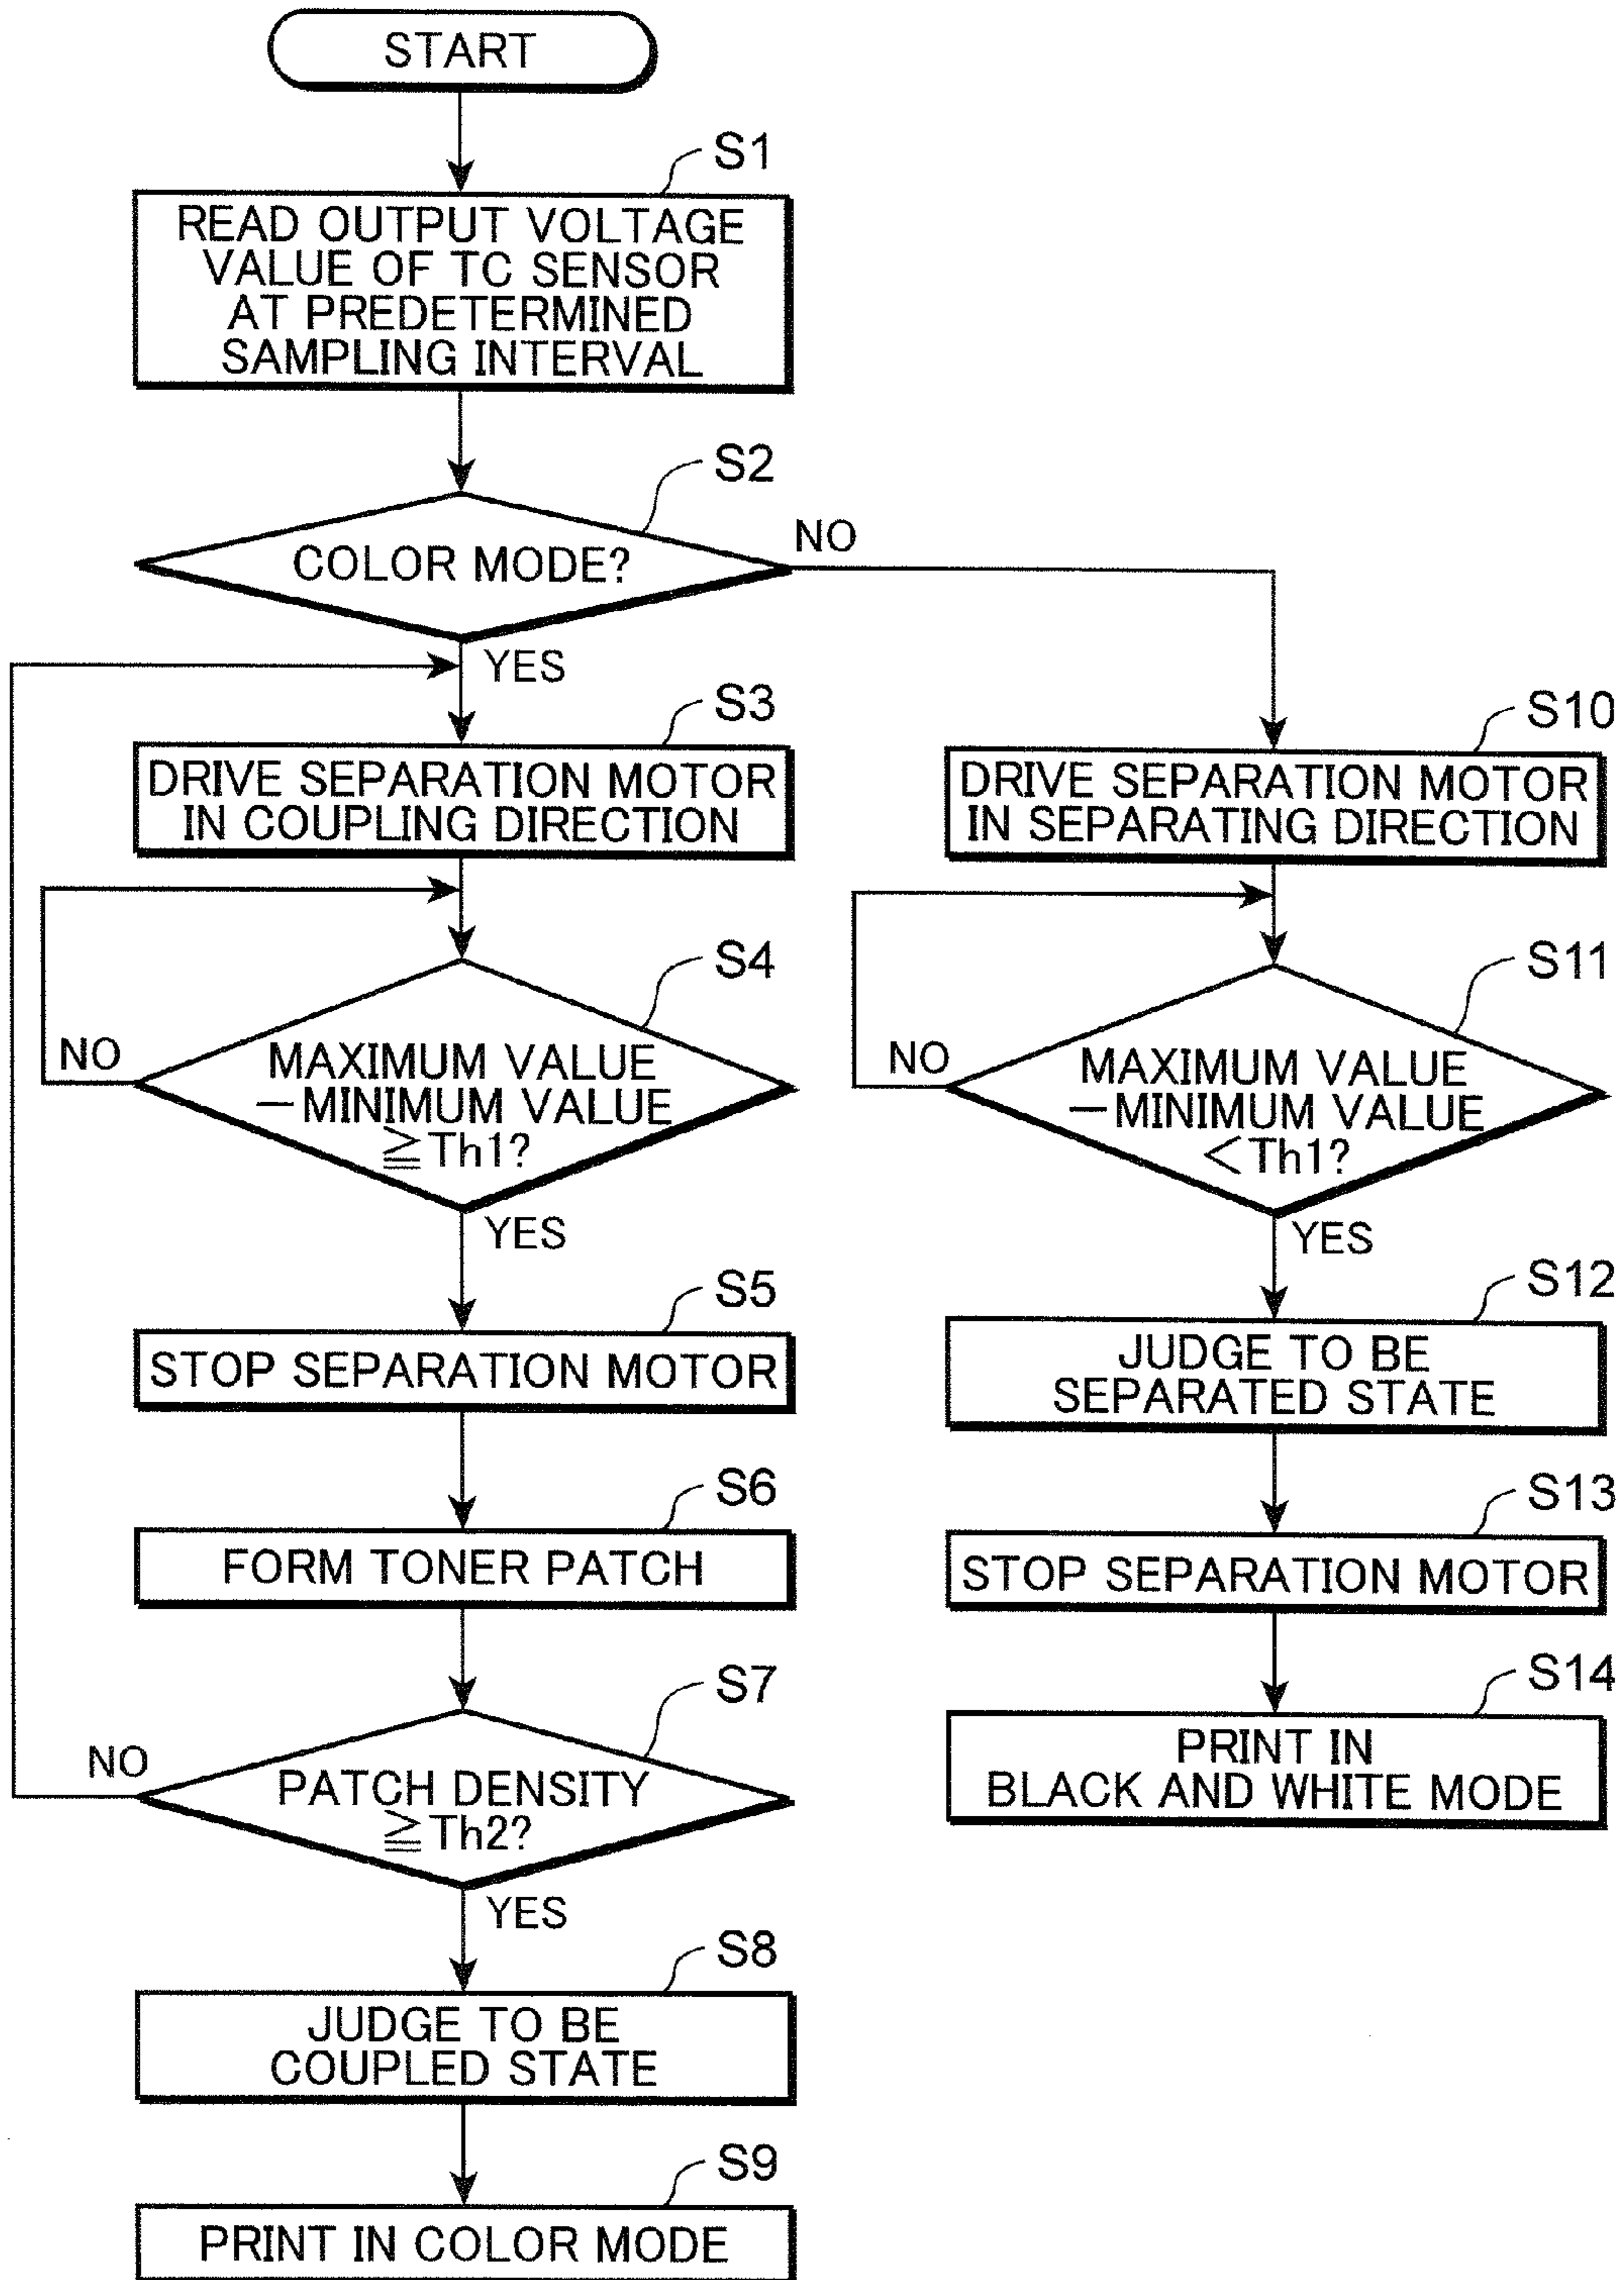 START
S1
READ OUTPUT VOLTAGE
VALUE OF TC SENSOR
AT PREDETERMINED
SAMPLING INTERVAL
S2
COLOR MODE?
NO
YES
S3
DRIVE SEPARATION MOTOR
IN COUPLING DIRECTION
S4
MAXIMUM VALUE
−MINIMUM VALUE
≧Th1?
NO
YES
S5
STOP SEPARATION MOTOR
S6
FORM TONER PATCH
S7
PATCH DENSITY
≧Th2?
NO
YES
S8
JUDGE TO BE
COUPLED STATE
S9
PRINT IN COLOR MODE
S10
DRIVE SEPARATION MOTOR
IN SEPARATING DIRECTION
S11
MAXIMUM VALUE
−MINIMUM VALUE
<Th1?
NO
YES
S12
JUDGE TO BE
SEPARATED STATE
S13
STOP SEPARATION MOTOR
S14
PRINT IN
BLACK AND WHITE MODE